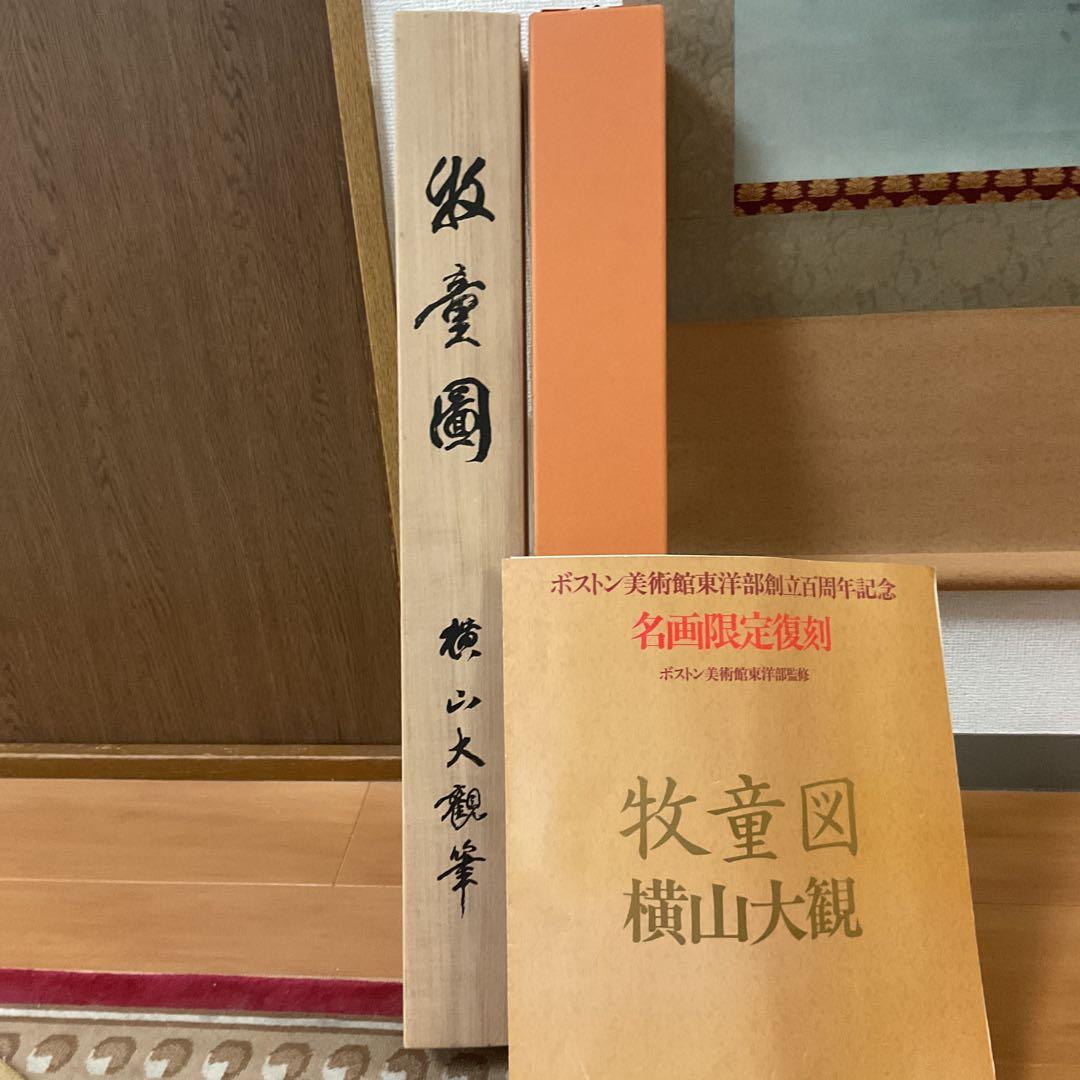 牧童圖
横山大観筆
ボストン美術館東洋部創立百周年記念
名画限定復刻
ボストン美術館東洋部監修
牧童図
横山大観